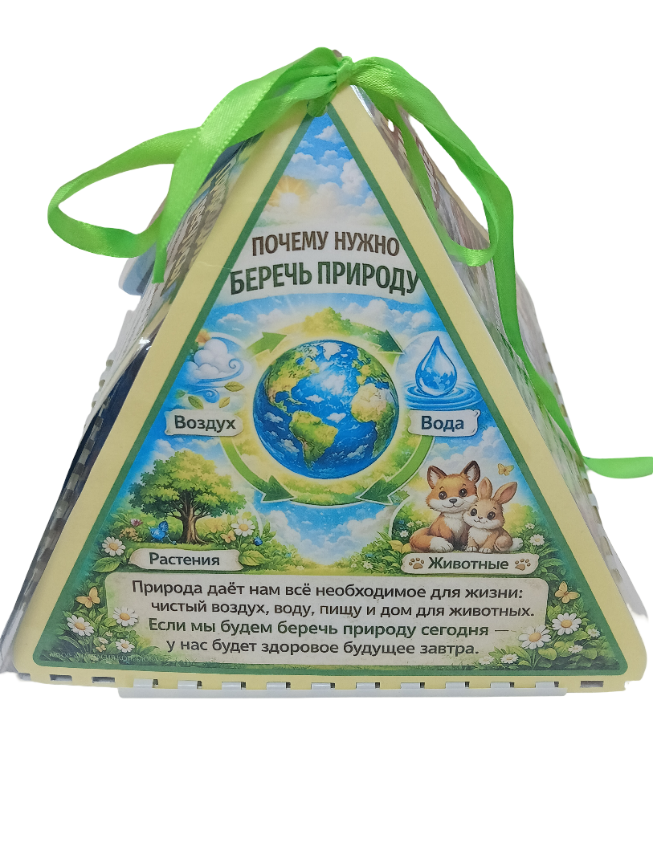 ПОЧЕМУ НУЖНО
БЕРЕЧЬ ПРИРОДУ
Воздух
Вода
Растения
Животные
Природа даёт нам всё необходимое для жизни:
чистый воздух, воду, пищу и дом для животных.
Если мы будем беречь природу сегодня —
у нас будет здоровое будущее завтра.